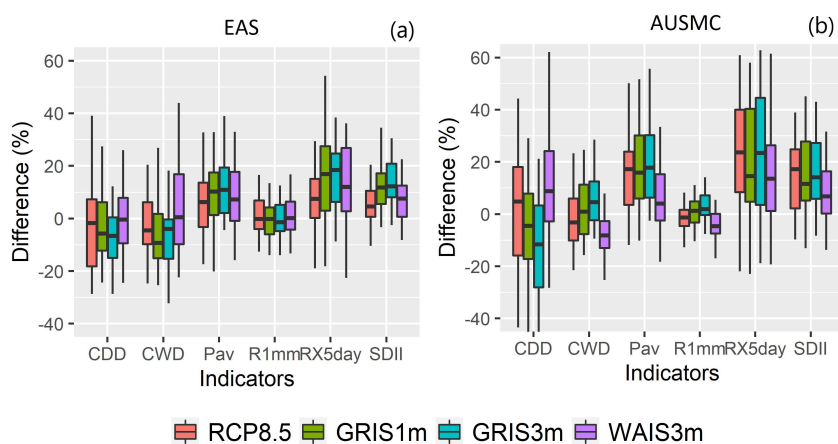 EAS
(a)
Difference (%)
60
40
20
0
-20
-40
CDD CWD Pav R1mm RX5day SDII
Indicators
AUSMC
(b)
Difference (%)
60
40
20
0
-20
-40
CDD CWD Pav R1mm RX5day SDII
Indicators
RCP8.5 GRIS1m GRIS3m WAIS3m